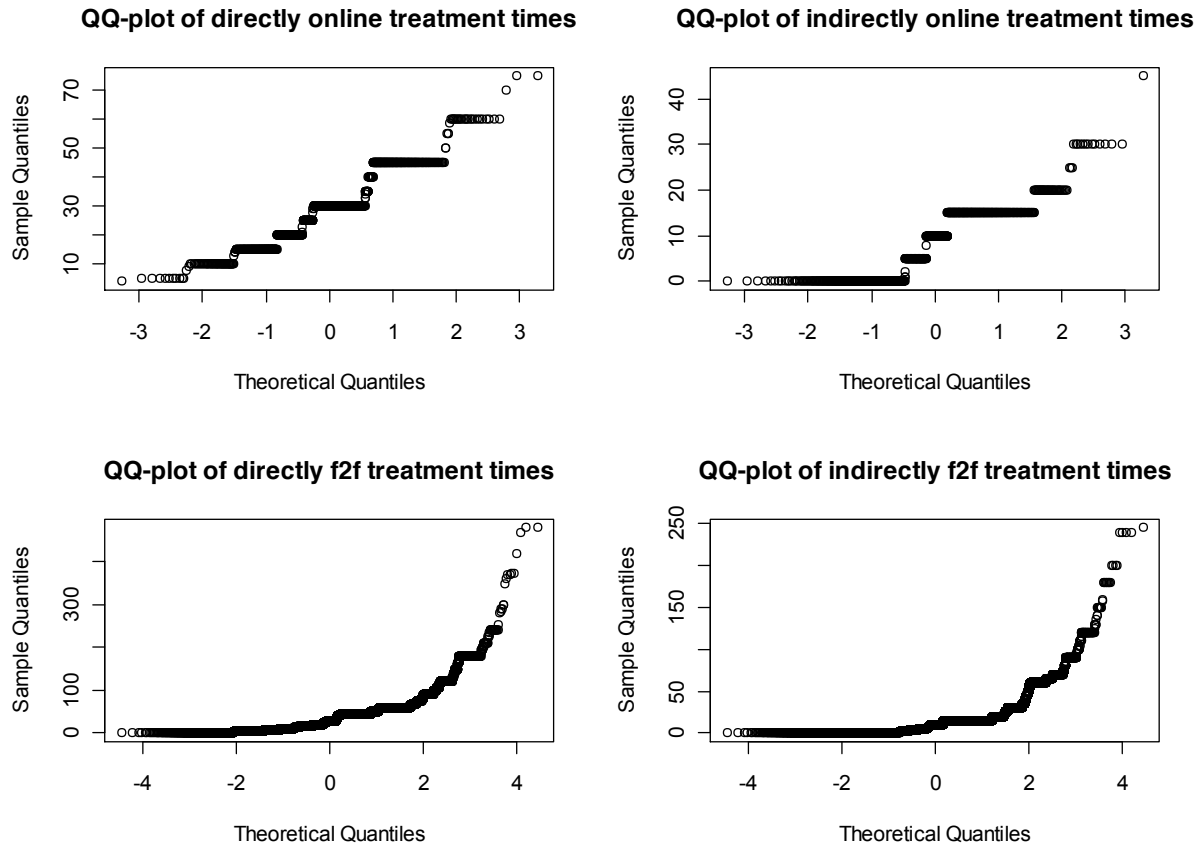 QQ-plot of directly online treatment times
Sample Quantiles
70
50
30
10
-3 -2 -1 0 1 2 3
Theoretical Quantiles
QQ-plot of indirectly online treatment times
Sample Quantiles
40
30
20
10
0
-3 -2 -1 0 1 2 3
Theoretical Quantiles
QQ-plot of directly f2f treatment times
Sample Quantiles
300
100
0
-4 -2 0 2 4
Theoretical Quantiles
QQ-plot of indirectly f2f treatment times
Sample Quantiles
250
150
50
0
-4 -2 0 2 4
Theoretical Quantiles